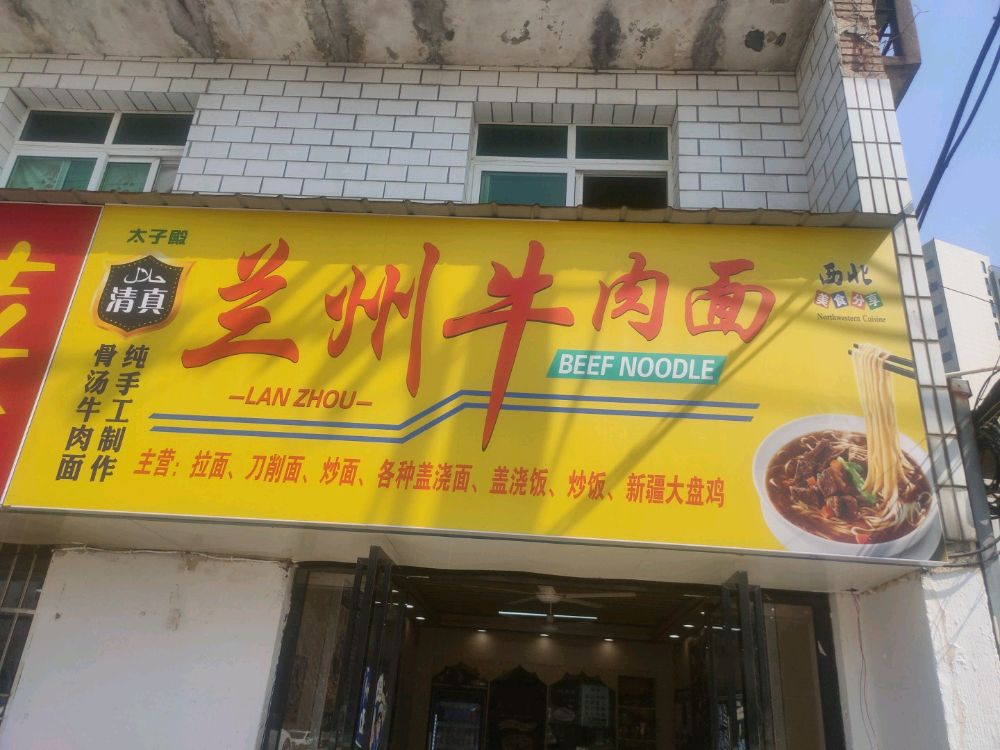 太子殿
حلال
清真
兰州牛肉面
BEEF NOODLE
—LAN ZHOU—
西北
美食分享
Northwestern Cuisine
纯手工制作
骨汤牛肉面
主营：拉面、刀削面、炒面、各种盖浇面、盖浇饭、炒饭、新疆大盘鸡